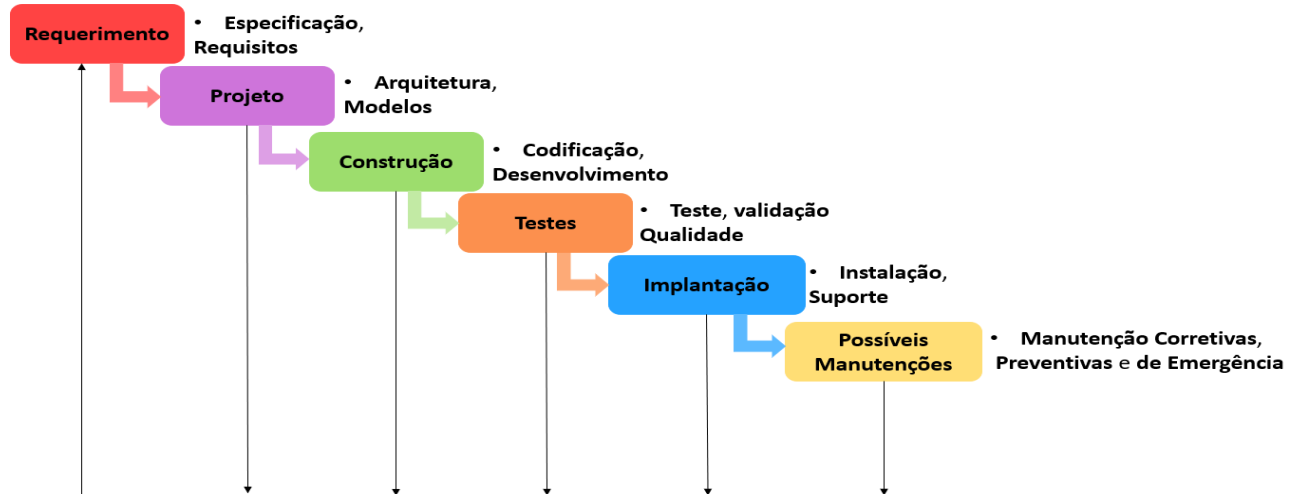 Requerimento
• Especificação,
Requisitos
Projeto
• Arquitetura,
Modelos
Construção
• Codificação,
Desenvolvimento
Testes
• Teste, validação
Qualidade
Implantação
• Instalação,
Suporte
Possíveis
Manutenções
• Manutenção Corretivas,
Preventivas e de Emergência